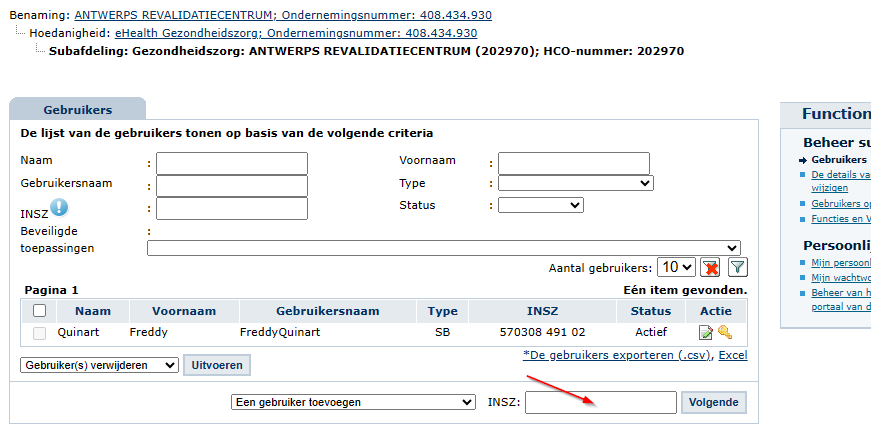 Benaming: ANTWERPS REVALIDATIECENTRUM; Ondernemingsnummer: 408.434.930
Hoedanigheid: eHealth Gezondheidszorg; Ondernemingsnummer: 408.434.930
Subafdeling: Gezondheidszorg: ANTWERPS REVALIDATIECENTRUM (202970); HCO-nummer: 202970
Gebruikers
De lijst van de gebruikers tonen op basis van de volgende criteria
Naam : Voornaam :
Gebruikersnaam : Type :
INSZ : Status :
Beveiligde :
toepassingen
Aantal gebruikers: 10
Pagina 1 Eén item gevonden.
Naam Voornaam Gebruikersnaam Type INSZ Status Actie
Quinart Freddy FreddyQuinart SB 570308 491 02 Actief
*De gebruikers exporteren (.csv), Excel
Gebruiker(s) verwijderen Uitvoeren
Een gebruiker toevoegen INSZ: Volgende
Function
Beheer su
Gebruikers
De details va
wijzigen
Gebruikers op
Functies en V
Persoonlij
Mijn persoonl
Mijn wachtwo
Beheer van h
portaal van d